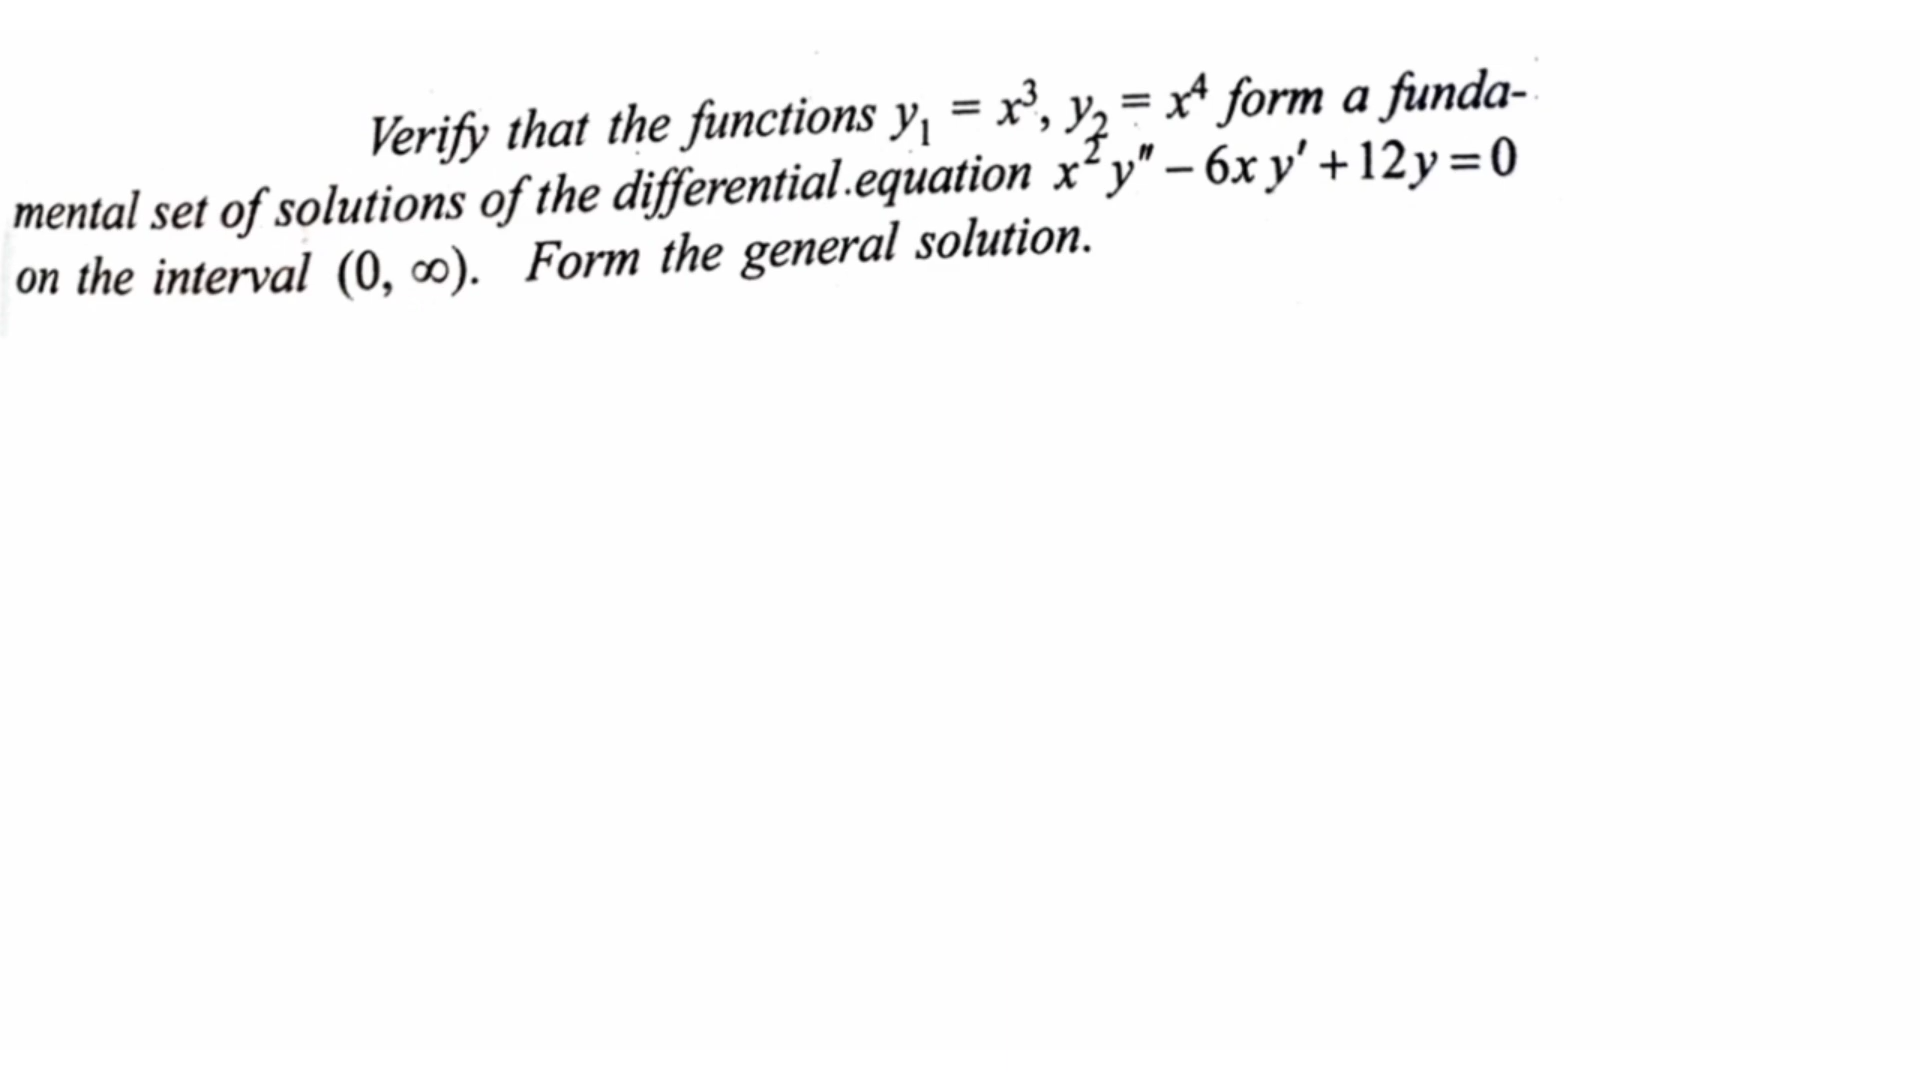 Verify that the functions y₁ = x³, y₂ = x⁴ form a funda-
mental set of solutions of the differential equation x² y″ – 6x y′ + 12y = 0
on the interval (0, ∞). Form the general solution.